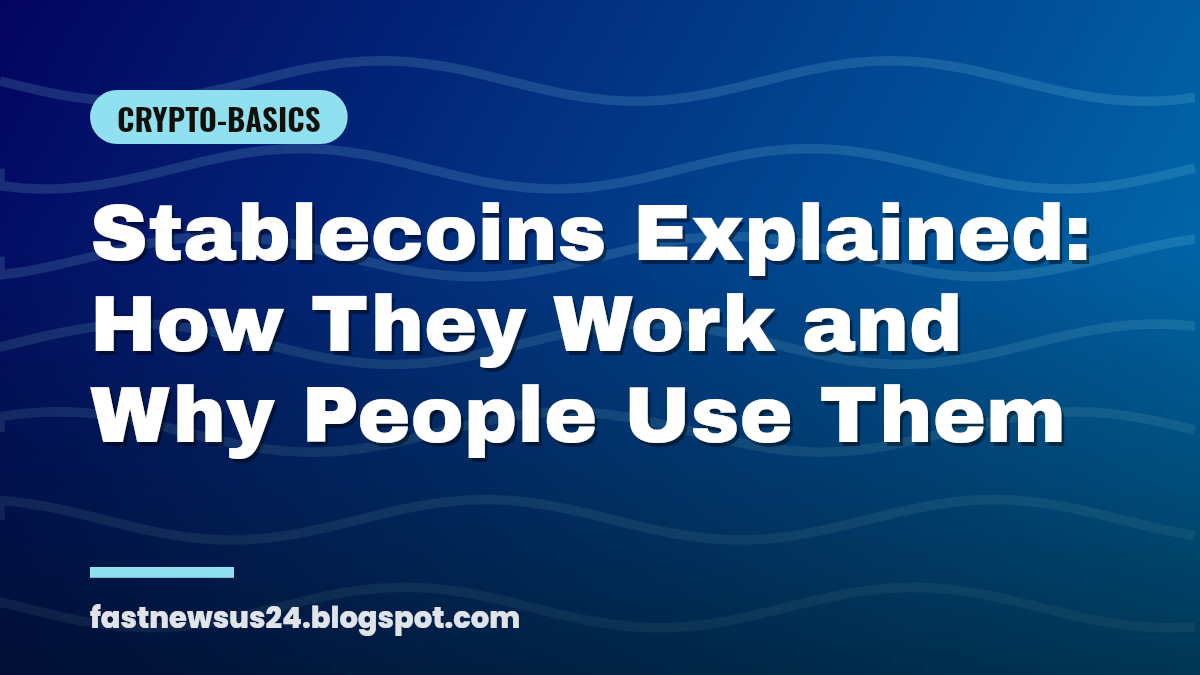 CRYPTO-BASICS
Stablecoins Explained:
How They Work and
Why People Use Them
fastnewsus24.blogspot.com